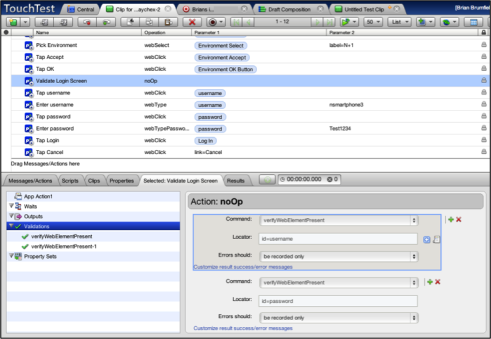 TouchTest
Central
Clip for ...aychex-2
Briana I...
Draft Composition
Untitled Test Clip
[Brian Brumfiel
1 - 12
50
List
Name
Operation
Parameter 1
Parameter 2
Pick Environment
webSelect
Environment Select
label=N+1
Tap Accept
webClick
Environment Accept
Tap OK
webClick
Environment OK Button
Validate Login Screen
noOp
Tap username
webClick
username
Enter username
webType
username
nsmartphone3
Tap password
webClick
password
Enter password
webTypePasswo...
password
Test1234
Tap Login
webClick
Log In
Tap Cancel
webClick
link=Cancel
Drag Messages/Actions here
Messages/Actions
Scripts
Clips
Properties
Selected: Validate Login Screen
Results
00:00:00.000
0
App Action1
Waits
Outputs
Validations
verifyWebElementPresent
verifyWebElementPresent-1
Property Sets
Action: noOp
Command:
verifyWebElementPresent
Locator:
id=username
Errors should:
be recorded only
Customize result success/error messages
Command:
verifyWebElementPresent
Locator:
id=password
Errors should:
be recorded only
Customize result success/error messages